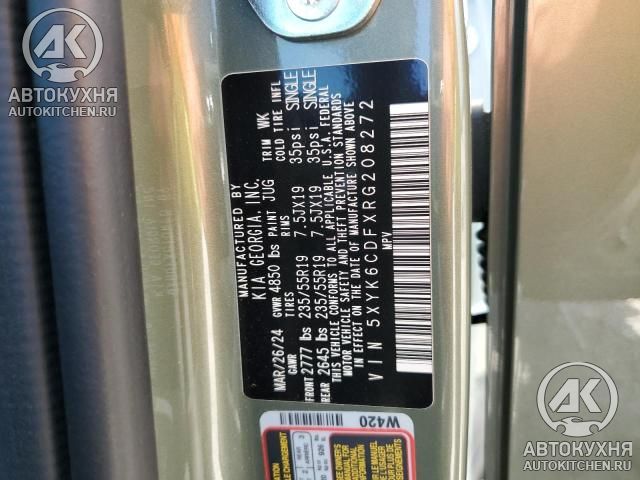 АК
АВТОКУХНЯ
AUTOKITCHEN.RU
MANUFACTURED BY
KIA GEORGIA, INC.
MAR/26/24 GVWR 4850 lbs PAINT JUG TRIM WK
GAWR TIRES RIMS COLD TIRE INFL
FRONT 2777 lbs 235/55R19 7.5JX19 35psi SINGLE
REAR 2645 lbs 235/55R19 7.5JX19 35psi SINGLE
THIS VEHICLE CONFORMS TO ALL APPLICABLE U.S.A. FEDERAL
MOTOR VEHICLE SAFETY AND THEFT PREVENTION STANDARDS
IN EFFECT ON THE DATE OF MANUFACTURE SHOWN ABOVE
VIN 5XYK6CDFXRG208272
MPV
W420
АК
АВТОКУХНЯ
AUTOKITCHEN.RU